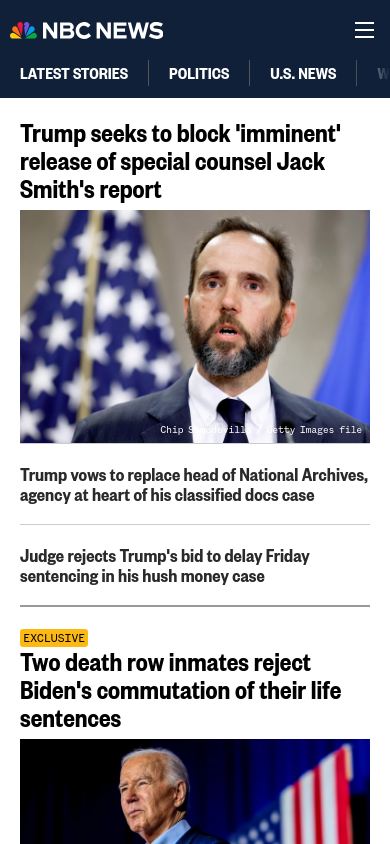 NBC NEWS
LATEST STORIES
POLITICS
U.S. NEWS
Trump seeks to block 'imminent'
release of special counsel Jack
Smith's report
Chip Somodevilla / Getty Images file
Trump vows to replace head of National Archives,
agency at heart of his classified docs case
Judge rejects Trump's bid to delay Friday
sentencing in his hush money case
EXCLUSIVE
Two death row inmates reject
Biden's commutation of their life
sentences